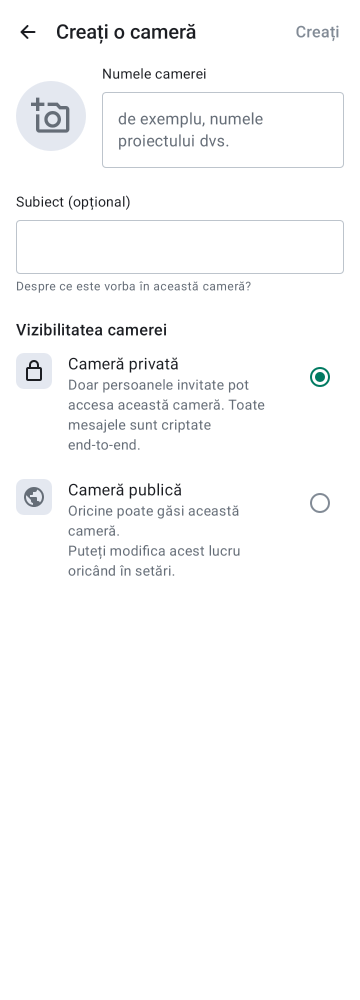 Creați o cameră
Creați
Numele camerei
de exemplu, numele
proiectului dvs.
Subiect (opțional)
Despre ce este vorba în această cameră?
Vizibilitatea camerei
Cameră privată
Doar persoanele invitate pot
accesa această cameră. Toate
mesajele sunt criptate
end-to-end.
Cameră publică
Oricine poate găsi această
cameră.
Puteți modifica acest lucru
oricând în setări.